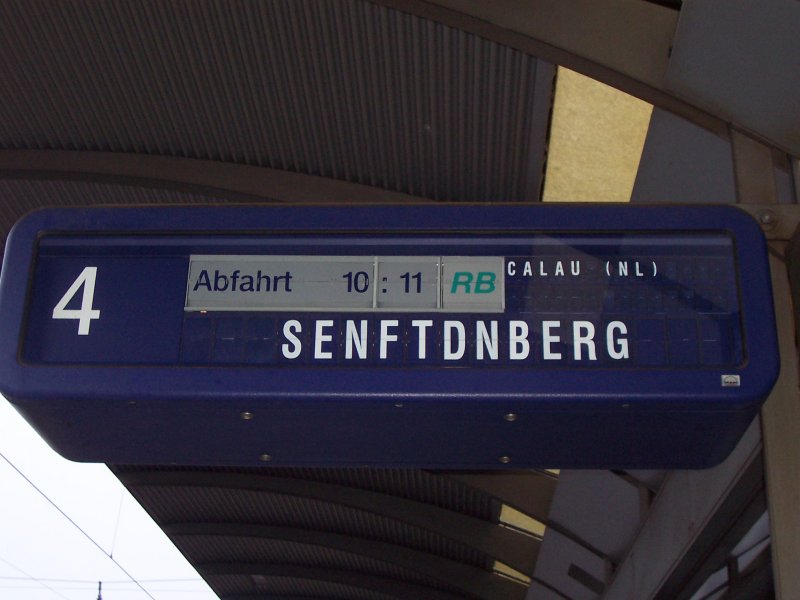 4
Abfahrt 10 : 11 RB
CALAU (NL)
SENFTDNBERG